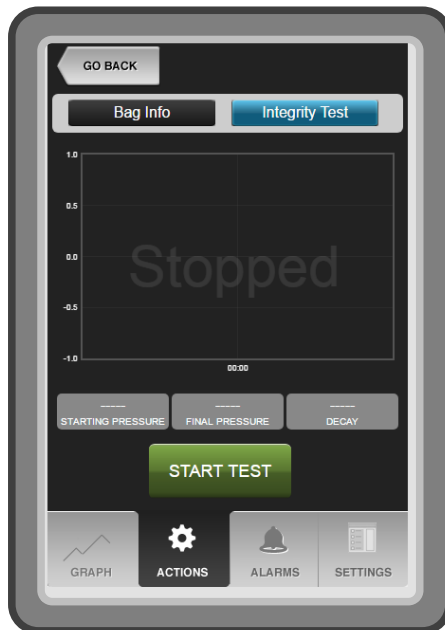 GO BACK
Bag Info Integrity Test
1.0
0.5
0.0
-0.5
-1.0
Stopped
00:00
----- ----- -----
STARTING PRESSURE FINAL PRESSURE DECAY
START TEST
GRAPH ACTIONS ALARMS SETTINGS